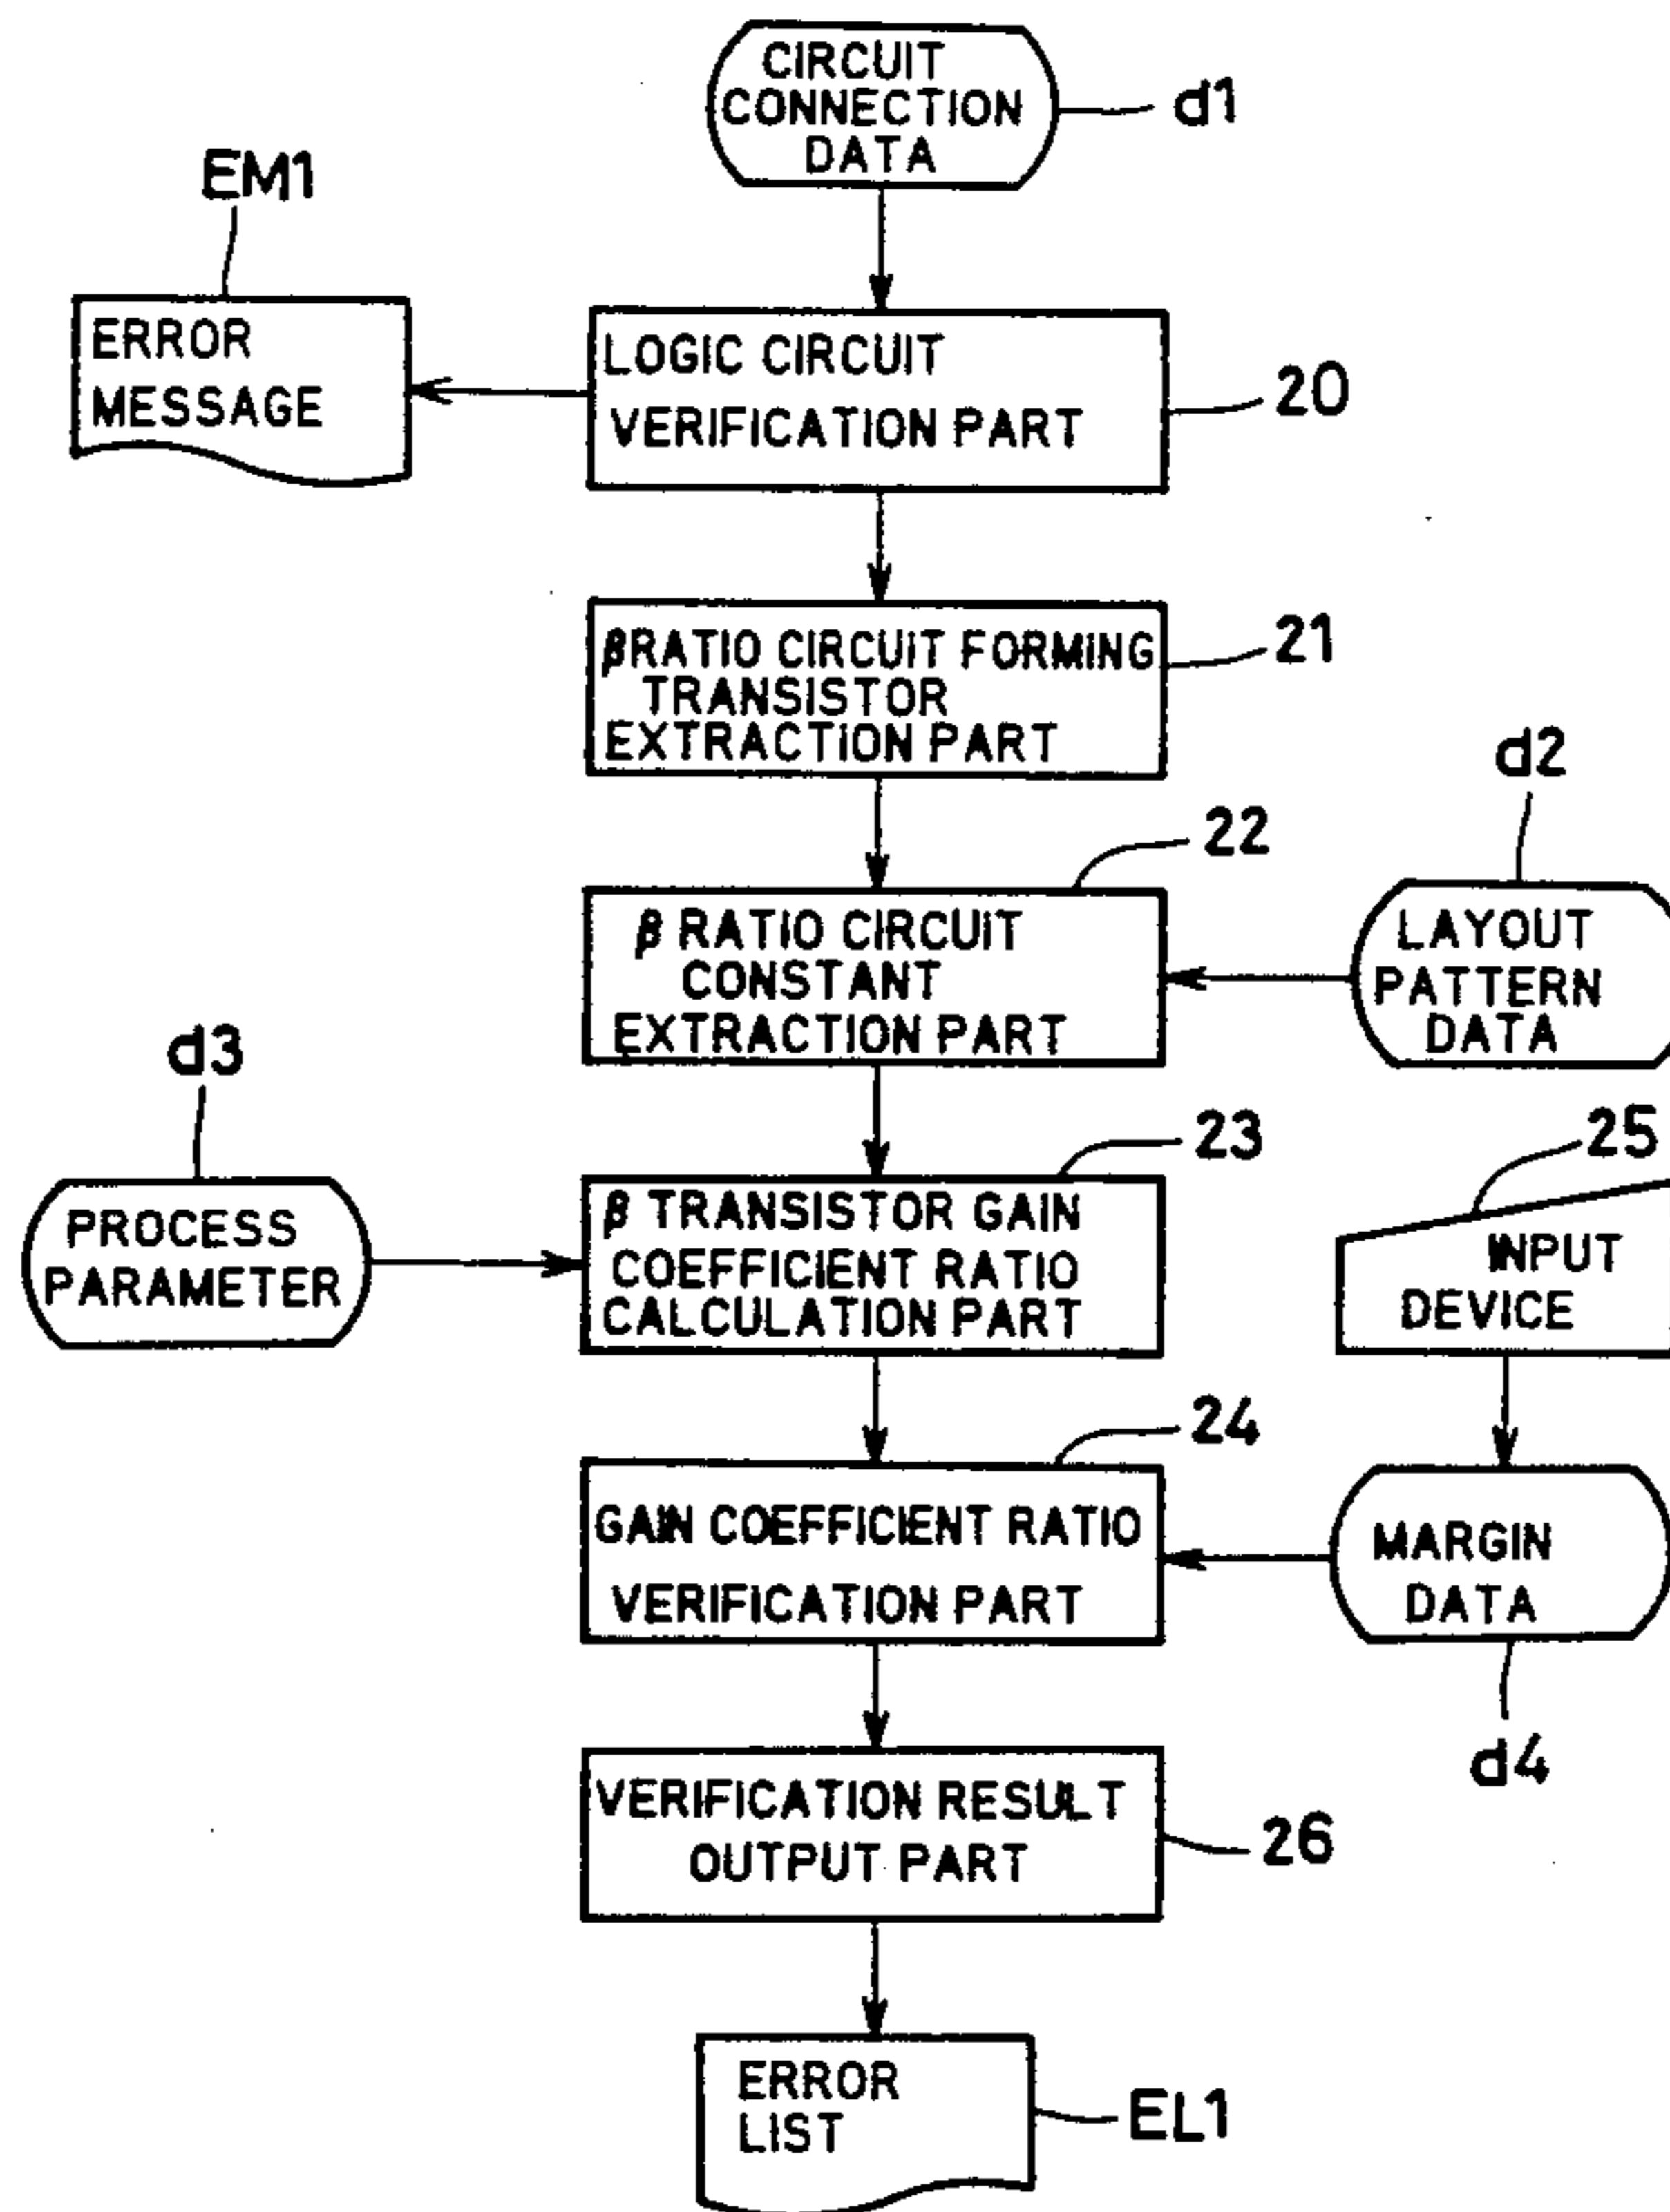 CIRCUIT
CONNECTION
DATA
d1
EM1
ERROR
MESSAGE
LOGIC CIRCUIT
VERIFICATION PART
20
βRATIO CIRCUIT FORMING
TRANSISTOR
EXTRACTION PART
21
d2
22
β RATIO CIRCUIT
CONSTANT
EXTRACTION PART
LAYOUT
PATTERN
DATA
d3
23
25
PROCESS
PARAMETER
β TRANSISTOR GAIN
COEFFICIENT RATIO
CALCULATION PART
INPUT
DEVICE
24
GAIN COEFFICIENT RATIO
VERIFICATION PART
MARGIN
DATA
d4
VERIFICATION RESULT
OUTPUT PART
26
ERROR
LIST
EL1